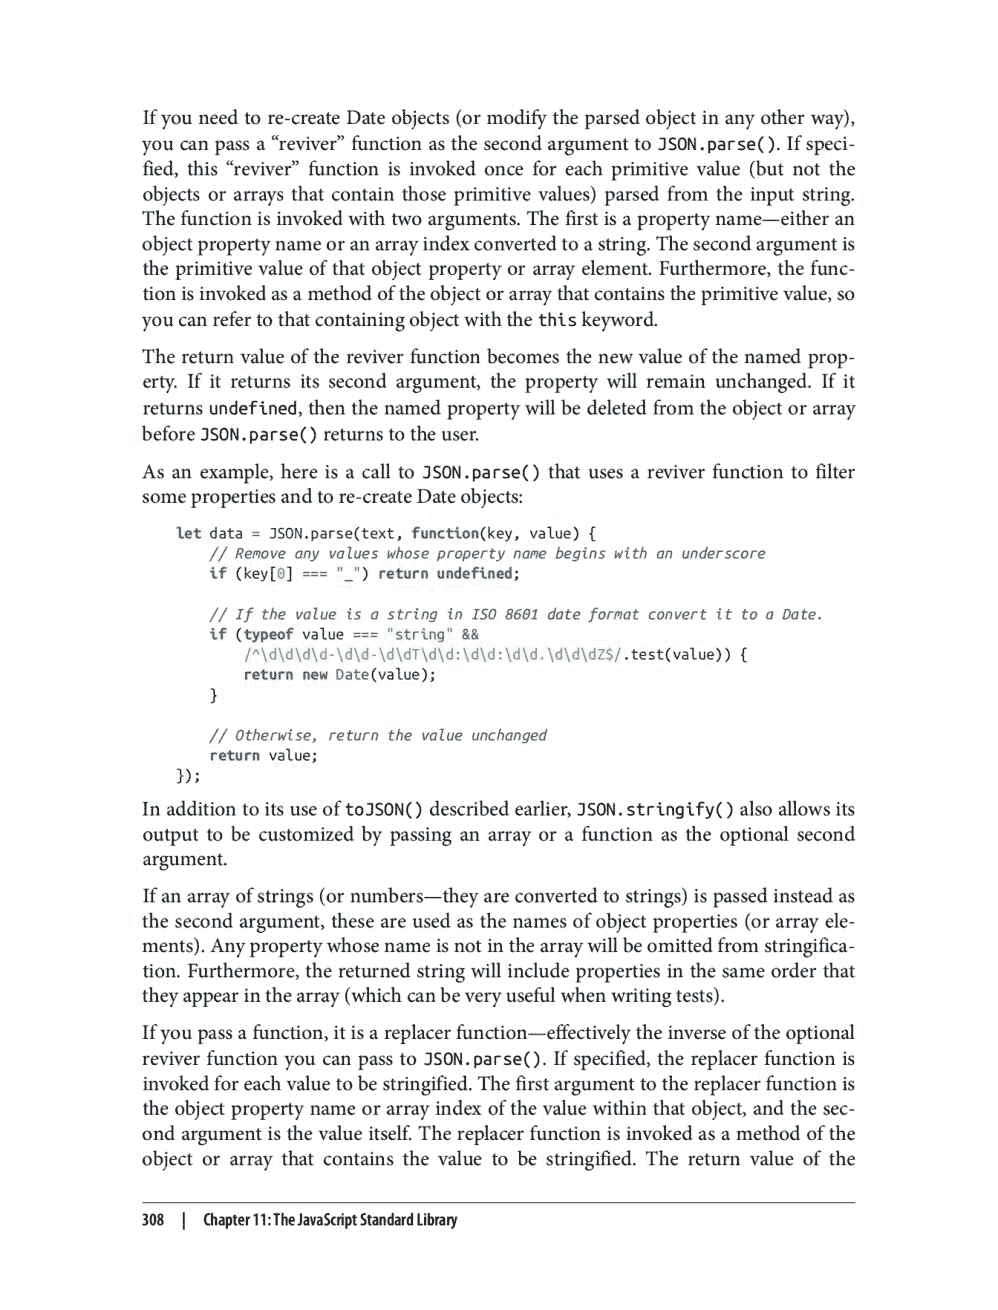 If you need to re-create Date objects (or modify the parsed object in any other way),
you can pass a “reviver” function as the second argument to JSON.parse(). If speci-
fied, this “reviver” function is invoked once for each primitive value (but not the
objects or arrays that contain those primitive values) parsed from the input string.
The function is invoked with two arguments. The first is a property name—either an
object property name or an array index converted to a string. The second argument is
the primitive value of that object property or array element. Furthermore, the func-
tion is invoked as a method of the object or array that contains the primitive value, so
you can refer to that containing object with the this keyword.
The return value of the reviver function becomes the new value of the named prop-
erty. If it returns its second argument, the property will remain unchanged. If it
returns undefined, then the named property will be deleted from the object or array
before JSON.parse() returns to the user.
As an example, here is a call to JSON.parse() that uses a reviver function to filter
some properties and to re-create Date objects:
let data = JSON.parse(text, function(key, value) {
// Remove any values whose property name begins with an underscore
if (key[0] === "_") return undefined;
// If the value is a string in ISO 8601 date format convert it to a Date.
if (typeof value === "string" &&
/^\d\d\d\d-\d\d-\d\dT\d\d:\d\d:\d\d.\d\d\dZ$/.test(value)) {
return new Date(value);
}
// Otherwise, return the value unchanged
return value;
});
In addition to its use of toJSON() described earlier, JSON.stringify() also allows its
output to be customized by passing an array or a function as the optional second
argument.
If an array of strings (or numbers—they are converted to strings) is passed instead as
the second argument, these are used as the names of object properties (or array ele-
ments). Any property whose name is not in the array will be omitted from stringifica-
tion. Furthermore, the returned string will include properties in the same order that
they appear in the array (which can be very useful when writing tests).
If you pass a function, it is a replacer function—effectively the inverse of the optional
reviver function you can pass to JSON.parse(). If specified, the replacer function is
invoked for each value to be stringified. The first argument to the replacer function is
the object property name or array index of the value within that object, and the sec-
ond argument is the value itself. The replacer function is invoked as a method of the
object or array that contains the value to be stringified. The return value of the
308 | Chapter 11: The JavaScript Standard Library